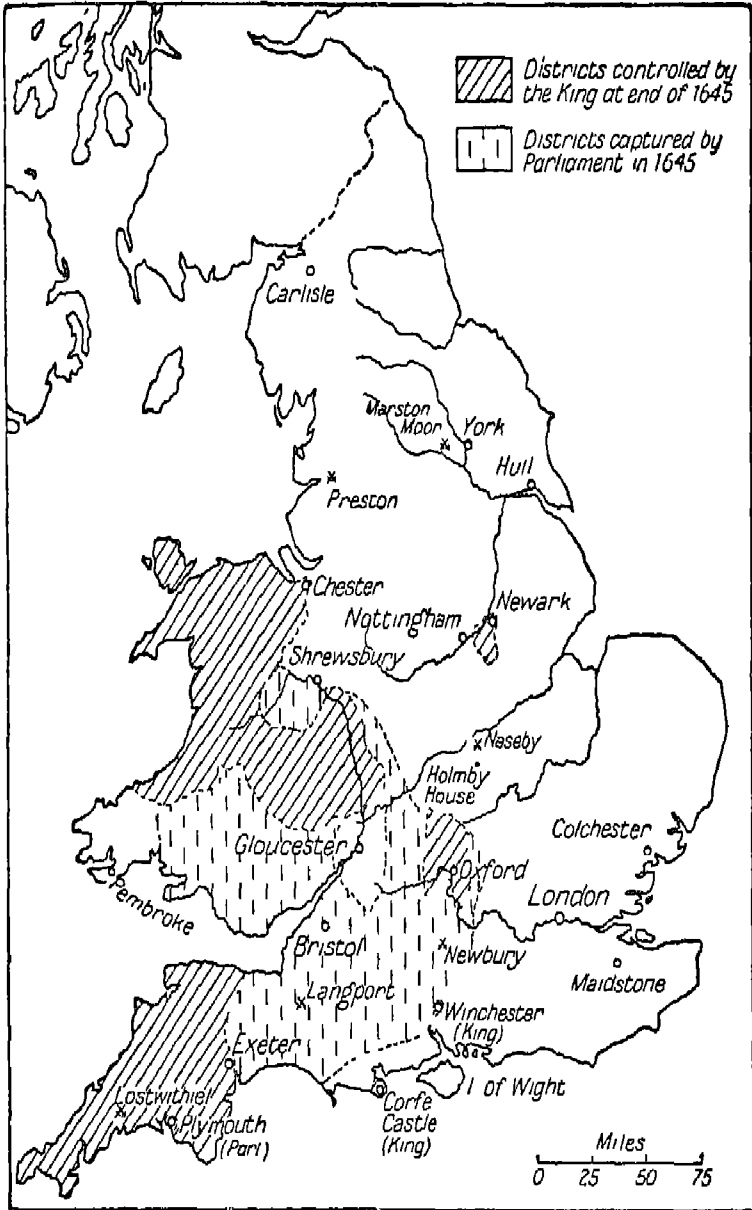 Districts controlled by
the King at end of 1645
Districts captured by
Parliament in 1645
Carlisle
Marston
Moor
York
Hull
Preston
Chester
Newark
Nottingham
Shrewsbury
Naseby
Holmby
House
Gloucester
Colchester
Oxford
Pembroke
London
Bristol
Newbury
Maidstone
Langport
Winchester
(King)
Exeter
I of Wight
Lostwithiel
Plymouth
(Parl)
Corfe
Castle
(King)
Miles
0 25 50 75